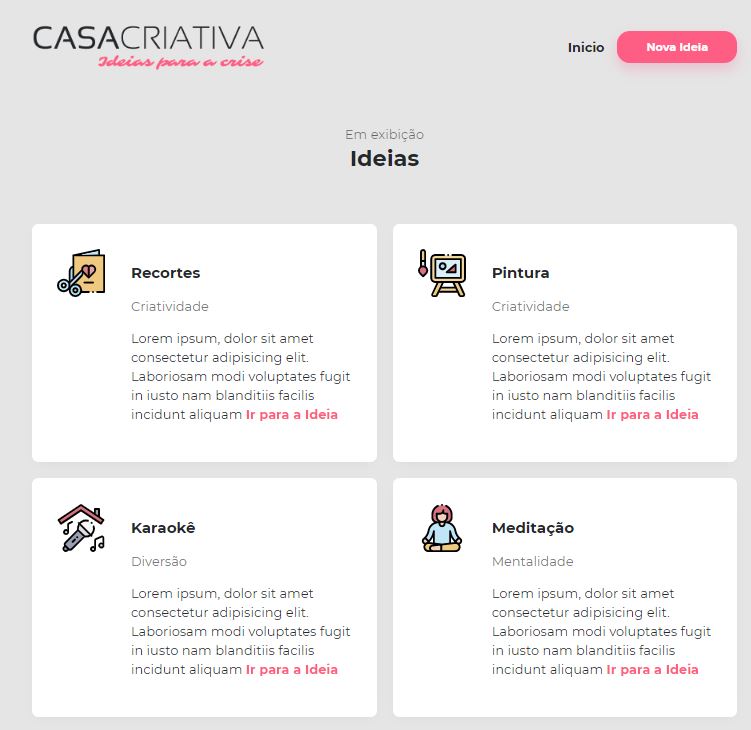 CASACRIATIVA
Ideias para a crise
Inicio
Nova Ideia
Em exibição
Ideias
Recortes
Criatividade
Lorem ipsum, dolor sit amet
consectetur adipisicing elit.
Laboriosam modi voluptates fugit
in iusto nam blanditiis facilis
incidunt aliquam Ir para a Ideia
Pintura
Criatividade
Lorem ipsum, dolor sit amet
consectetur adipisicing elit.
Laboriosam modi voluptates fugit
in iusto nam blanditiis facilis
incidunt aliquam Ir para a Ideia
Karaokê
Diversão
Lorem ipsum, dolor sit amet
consectetur adipisicing elit.
Laboriosam modi voluptates fugit
in iusto nam blanditiis facilis
incidunt aliquam Ir para a Ideia
Meditação
Mentalidade
Lorem ipsum, dolor sit amet
consectetur adipisicing elit.
Laboriosam modi voluptates fugit
in iusto nam blanditiis facilis
incidunt aliquam Ir para a Ideia